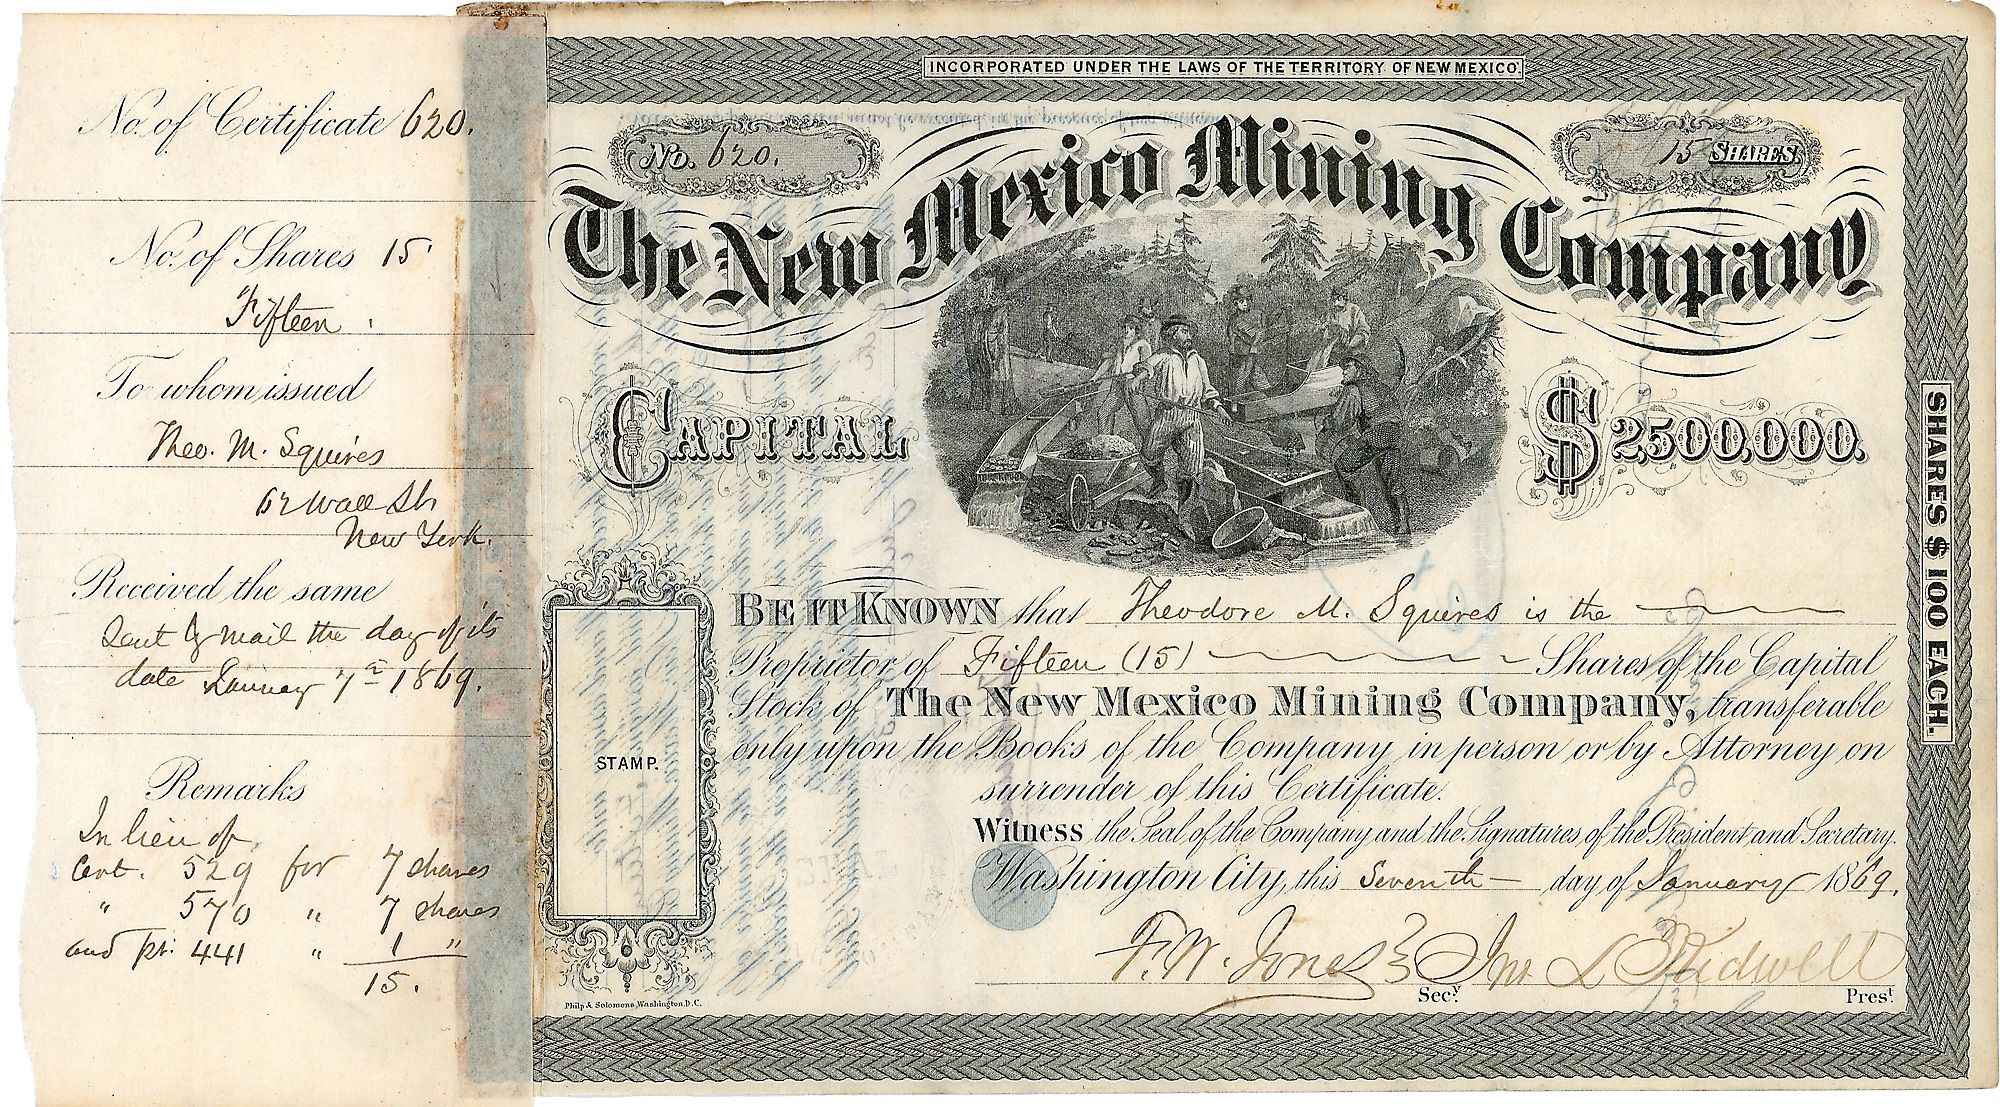 No. of Certificate 620.
No. of Shares 15
Fifteen
To whom issued
Theo. M. Squires
62 Wall St.
New York.
Received the same
Sent by mail the day of its
date January 7th 1869.
Remarks
In lieu of
Cert. 529 for 7 shares
" 570 " 7 shares
and pt. 441 " 1 "
15.
INCORPORATED UNDER THE LAWS OF THE TERRITORY OF NEW MEXICO.
No. 620.
15 SHARES.
The New Mexico Mining Company
CAPITAL $2,500,000.
SHARES $100 EACH.
BE IT KNOWN that Theodore M. Squires is the
Proprietor of Fifteen (15) Shares of the Capital
Stock of The New Mexico Mining Company, transferable
only upon the Books of the Company in person or by Attorney on
surrender of this Certificate.
Witness the Seal of the Company and the Signatures of the President and Secretary.
Washington City, this Seventh day of January 1869.
STAMP.
F. W. Jones Secy. Jno L Kidwell Prest.
Philp & Solomons, Washington, D.C.